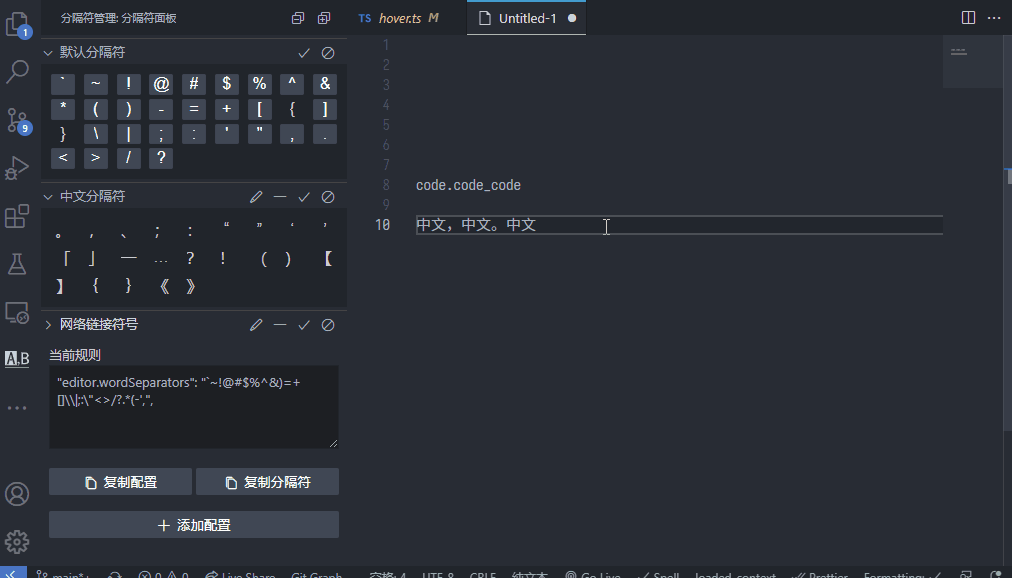 分隔符管理: 分隔符面板
TS hover.ts M
Untitled-1
1
9
默认分隔符
` ~ ! @ # $ % ^ &
* ( ) - = + [ { ]
} \ | ; : ' " , .
< > / ?
中文分隔符
。 , 、 ; : “ ” ‘ ’
「 」 — … ? ! ( ) 【
】 { } 《 》
网络链接符号
当前规则
"editor.wordSeparators": "`~!@#$%^&)=+
[]\\|;:\"<>/?.*(-',",
复制配置
复制分隔符
添加配置
A,B
1
2
3
4
5
6
7
8 code.code_code
9
10 中文，中文。中文
main*
0 0
Live Share
Git Graph
空格: 4
UTF-8
CRLF
纯文本
Go Live
Spell
loaded_context
Prettier
Formatting: